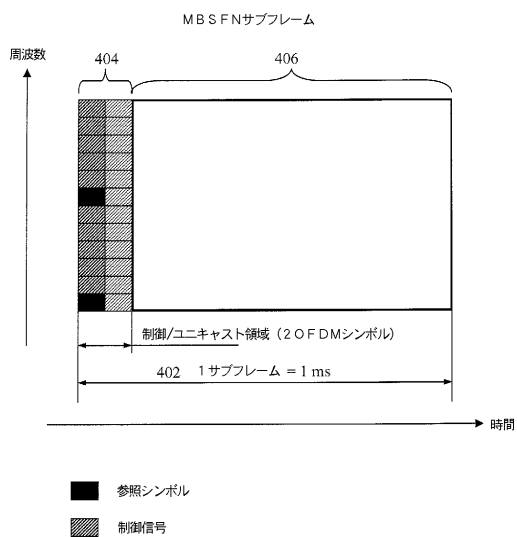 MBSFNサブフレーム
周波数
404
406
制御/ユニキャスト領域(2OFDMシンボル)
402 1サブフレーム = 1 ms
時間
参照シンボル
制御信号